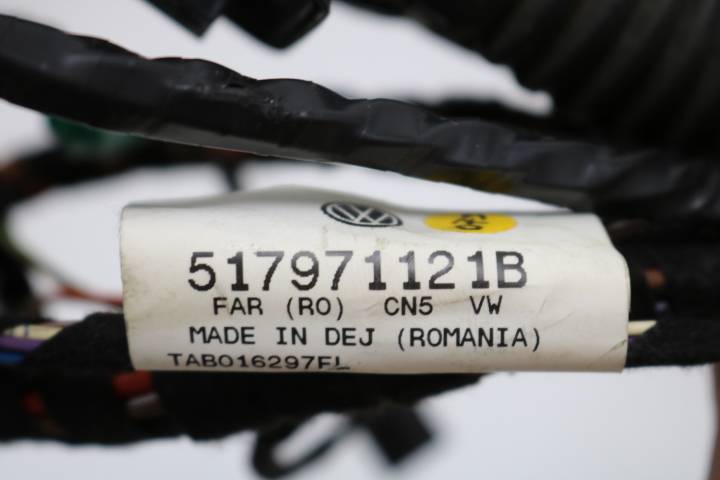 517971121B
FAR (RO) CN5 VW
MADE IN DEJ (ROMANIA)
TAB016297FL